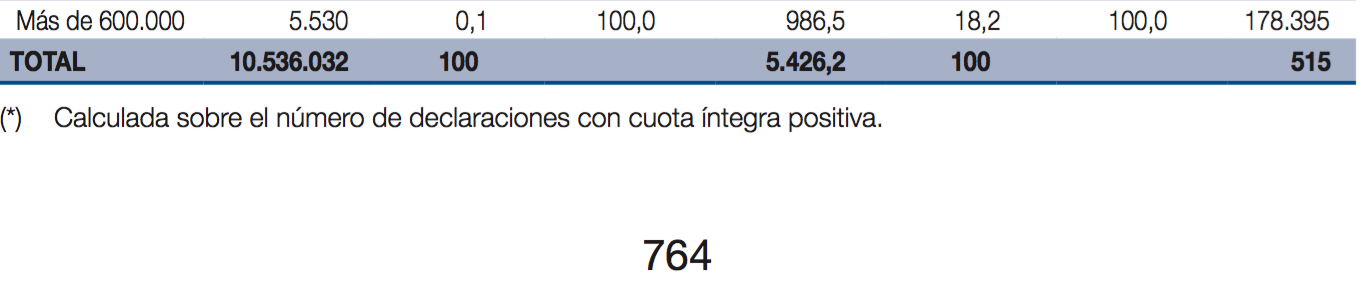 Más de 600.000 5.530 0,1 100,0 986,5 18,2 100,0 178.395
TOTAL 10.536.032 100 5.426,2 100 515
(*) Calculada sobre el número de declaraciones con cuota íntegra positiva.
764